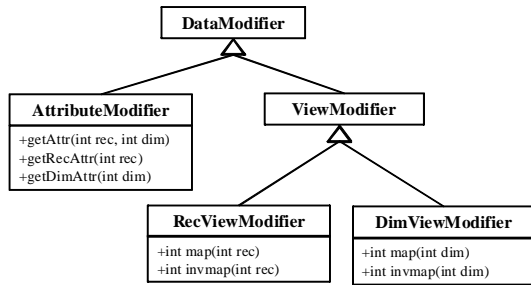 DataModifier
AttributeModifier
+getAttr(int rec, int dim)
+getRecAttr(int rec)
+getDimAttr(int dim)
ViewModifier
RecViewModifier
+int map(int rec)
+int invmap(int rec)
DimViewModifier
+int map(int dim)
+int invmap(int dim)